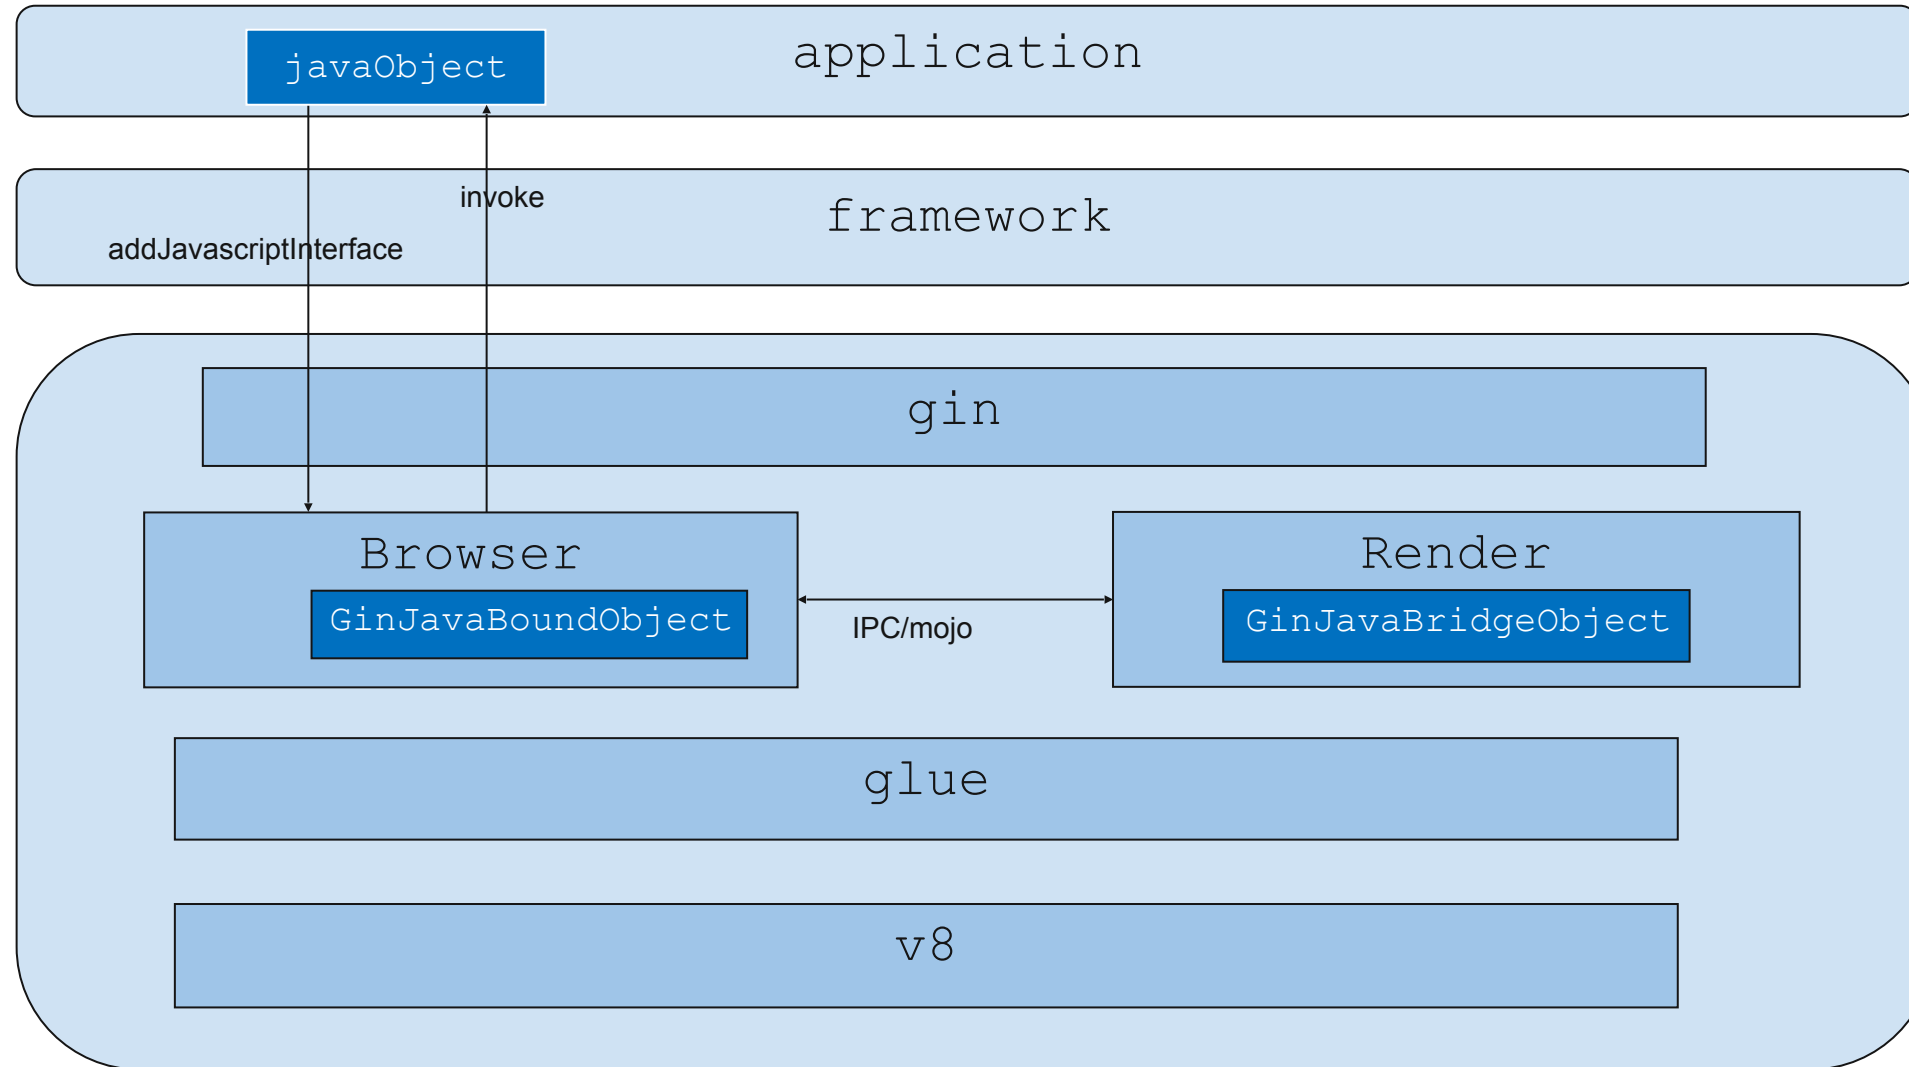 application
javaObject
invoke
framework
addJavascriptInterface
gin
Browser
Render
GinJavaBoundObject
IPC/mojo
GinJavaBridgeObject
glue
v8